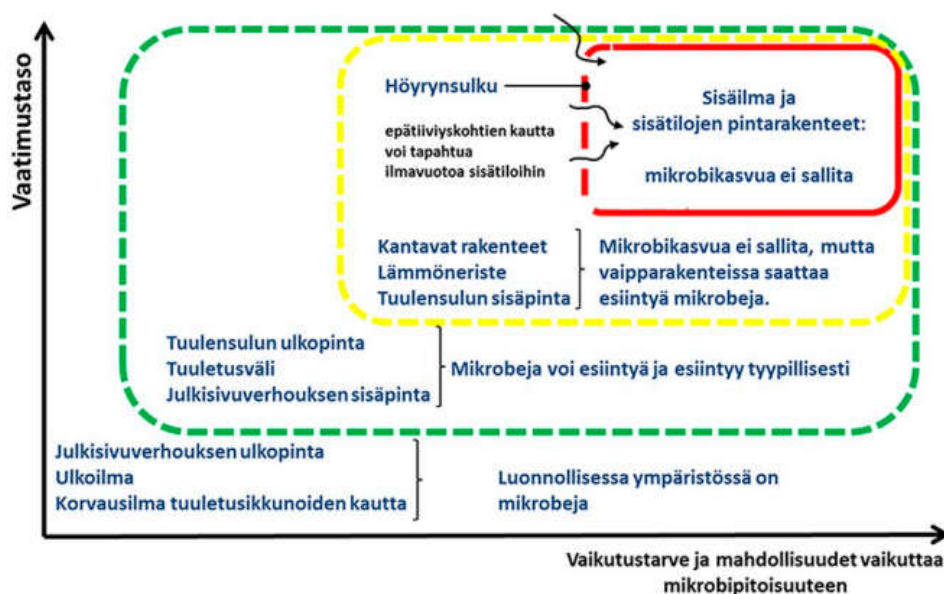 Vaatimustaso
Höyrynsulku
epätiiviyskohtien kautta
voi tapahtua
ilmavuotoa sisätiloihin
Sisäilma ja
sisätilojen pintarakenteet:
mikrobikasvua ei sallita
Kantavat rakenteet
Lämmöneriste
Tuulensulun sisäpinta
Mikrobikasvua ei sallita, mutta
vaipparakenteissa saattaa
esiintyä mikrobeja.
Tuulensulun ulkopinta
Tuuletusväli
Julkisivuverhouksen sisäpinta
Mikrobeja voi esiintyä ja esiintyy tyypillisesti
Julkisivuverhouksen ulkopinta
Ulkoilma
Korvausilma tuuletusikkunoiden kautta
Luonnollisessa ympäristössä on
mikrobeja
Vaikutustarve ja mahdollisuudet vaikuttaa
mikrobipitoisuuteen